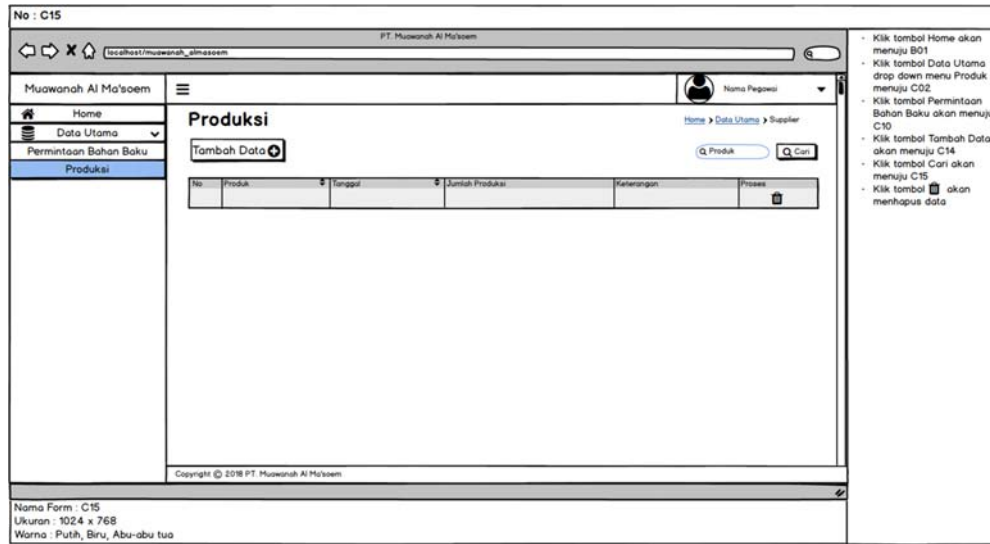 No : C15
PT. Muawanah Al Ma'soem
localhost/muawanah_almasoem
Muawanah Al Ma'soem
Nama Pegawai
Home
Data Utama
Permintaan Bahan Baku
Produksi
Produksi
Home > Data Utama > Supplier
Tambah Data
Produk
Cari
No Produk Tanggal Jumlah Produksi Keterangan Proses
Copyright © 2018 PT. Muawanah Al Ma'soem
- Klik tombol Home akan
menuju B01
- Klik tombol Data Utama
drop down menu Produk
menuju C02
- Klik tombol Permintaan
Bahan Baku akan menuju
C10
- Klik tombol Tambah Data
akan menuju C14
- Klik tombol Cari akan
menuju C15
- Klik tombol akan
menhapus data
Nama Form : C15
Ukuran : 1024 x 768
Warna : Putih, Biru, Abu-abu tua